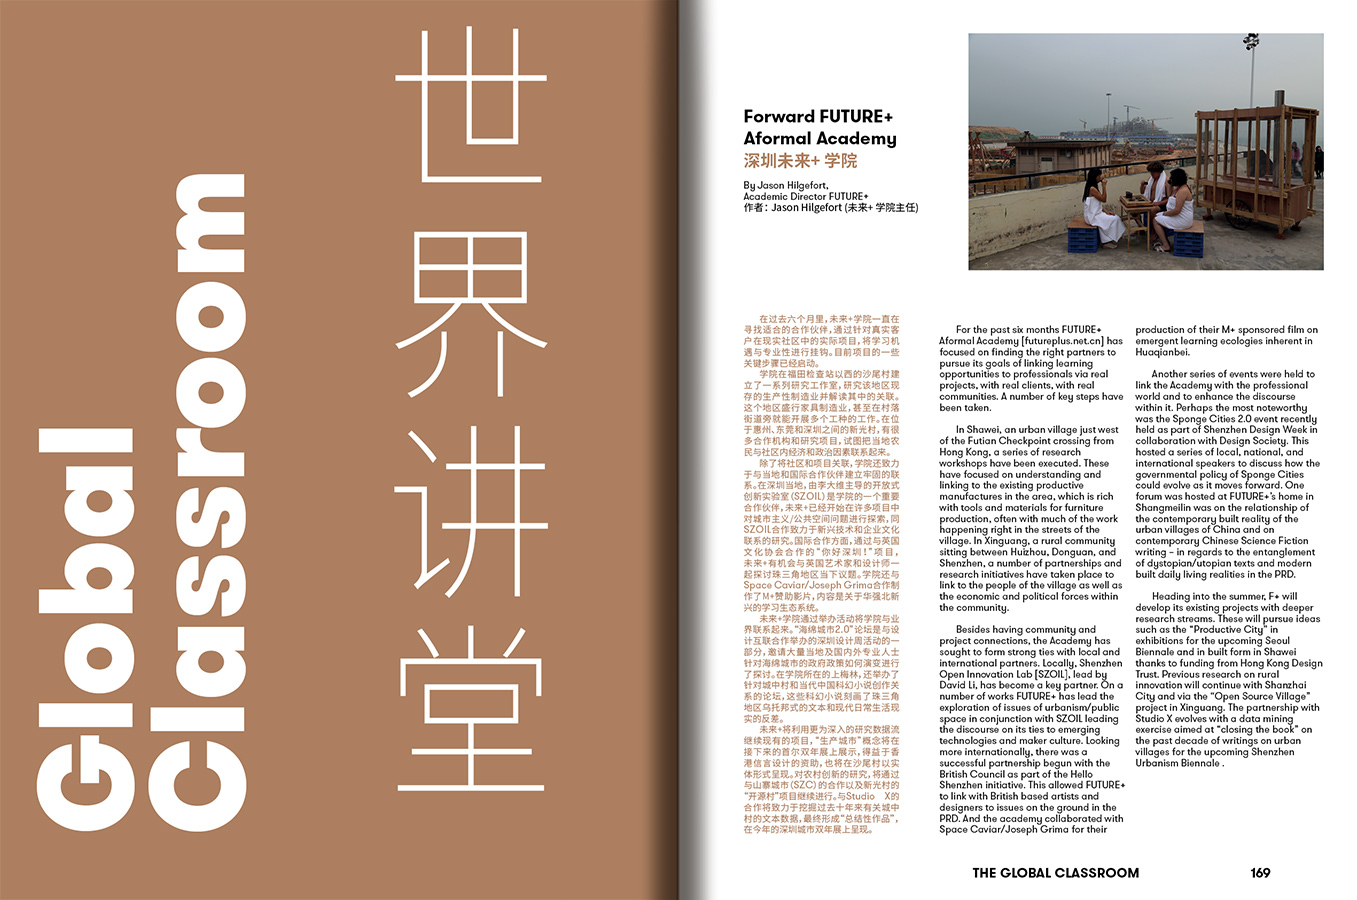 Global
Classroom
世界讲堂
Forward FUTURE+
Aformal Academy
深圳未来+ 学院
By Jason Hilgefort,
Academic Director FUTURE+
作者：Jason Hilgefort (未来+ 学院主任)
在过去六个月里，未来+学院一直在
寻找适合的合作伙伴，通过针对真实客
户在现实社区中的实际项目，将学习机
遇与专业性进行挂钩。目前项目的一些
关键步骤已经启动。
学院在福田检查站以西的沙尾村建
立了一系列研究工作室，研究该地区现
存的生产性制造业并解读其中的关联。
这个地区盛行家具制造业，甚至在村落
街道旁就能开展多个工种的工作。在位
于惠州、东莞和深圳之间的新光村，有很
多合作机构和研究项目，试图把当地农
民与社区内经济和政治因素联系起来。
除了将社区和项目关联，学院还致力
于与当地和国际合作伙伴建立牢固的联
系。在深圳当地，由李大维主导的开放式
创新实验室（SZOIL）是学院的一个重要
合作伙伴，未来+已经开始在许多项目中
对城市主义/公共空间问题进行探索，同
SZOIL合作致力于新兴技术和企业文化
联系的研究。国际合作方面，通过与英国
文化协会合作的“你好深圳！”项目，
未来+有机会与英国艺术家和设计师一
起探讨珠三角地区当下议题。学院还与
Space Caviar/Joseph Grima合作制
作了M+赞助影片，内容是关于华强北新
兴的学习生态系统。
未来+学院通过举办活动将学院与业
界联系起来。“海绵城市2.0”论坛是与设
计互联合作举办的深圳设计周活动的一
部分，邀请大量当地及国内外专业人士
针对海绵城市的政府政策如何演变进行
了探讨。在学院所在的上梅林，还举办了
针对城中村和当代中国科幻小说创作关
系的论坛，这些科幻小说刻画了珠三角
地区乌托邦式的文本和现代日常生活现
实的反差。
未来+将利用更为深入的研究数据流
继续现有的项目，“生产城市”概念将在
接下来的首尔双年展上展示，得益于香
港信言设计的资助，也将在沙尾村以实
体形式呈现。对农村创新的研究，将通过
与山寨城市（SZC）的合作以及新光村的
“开源村”项目继续进行。与Studio X的
合作将致力于挖掘过去十年来有关城中
村的文本数据，最终形成“总结性作品”，
在今年的深圳城市双年展上呈现。
For the past six months FUTURE+
Aformal Academy [futureplus.net.cn] has
focused on finding the right partners to
pursue its goals of linking learning
opportunities to professionals via real
projects, with real clients, with real
communities. A number of key steps have
been taken.
In Shawei, an urban village just west
of the Futian Checkpoint crossing from
Hong Kong, a series of research
workshops have been executed. These
have focused on understanding and
linking to the existing productive
manufactures in the area, which is rich
with tools and materials for furniture
production, often with much of the work
happening right in the streets of the
village. In Xinguang, a rural community
sitting between Huizhou, Donguan, and
Shenzhen, a number of partnerships and
research initiatives have taken place to
link to the people of the village as well as
the economic and political forces within
the community.
Besides having community and
project connections, the Academy has
sought to form strong ties with local and
international partners. Locally, Shenzhen
Open Innovation Lab [SZOIL], lead by
David Li, has become a key partner. On a
number of works FUTURE+ has lead the
exploration of issues of urbanism/public
space in conjunction with SZOIL leading
the discourse on its ties to emerging
technologies and maker culture. Looking
more internationally, there was a
successful partnership begun with the
British Council as part of the Hello
Shenzhen initiative. This allowed FUTURE+
to link with British based artists and
designers to issues on the ground in the
PRD. And the academy collaborated with
Space Caviar/Joseph Grima for their
production of their M+ sponsored film on
emergent learning ecologies inherent in
Huaqianbei.
Another series of events were held to
link the Academy with the professional
world and to enhance the discourse
within it. Perhaps the most noteworthy
was the Sponge Cities 2.0 event recently
held as part of Shenzhen Design Week in
collaboration with Design Society. This
hosted a series of local, national, and
international speakers to discuss how the
governmental policy of Sponge Cities
could evolve as it moves forward. One
forum was hosted at FUTURE+'s home in
Shangmeilin was on the relationship of
the contemporary built reality of the
urban villages of China and on
contemporary Chinese Science Fiction
writing – in regards to the entanglement
of dystopian/utopian texts and modern
built daily living realities in the PRD.
Heading into the summer, F+ will
develop its existing projects with deeper
research streams. These will pursue ideas
such as the "Productive City" in
exhibitions for the upcoming Seoul
Biennale and in built form in Shawei
thanks to funding from Hong Kong Design
Trust. Previous research on rural
innovation will continue with Shanzhai
City and via the "Open Source Village"
project in Xinguang. The partnership with
Studio X evolves with a data mining
exercise aimed at "closing the book" on
the past decade of writings on urban
villages for the upcoming Shenzhen
Urbanism Biennale .
THE GLOBAL CLASSROOM
169